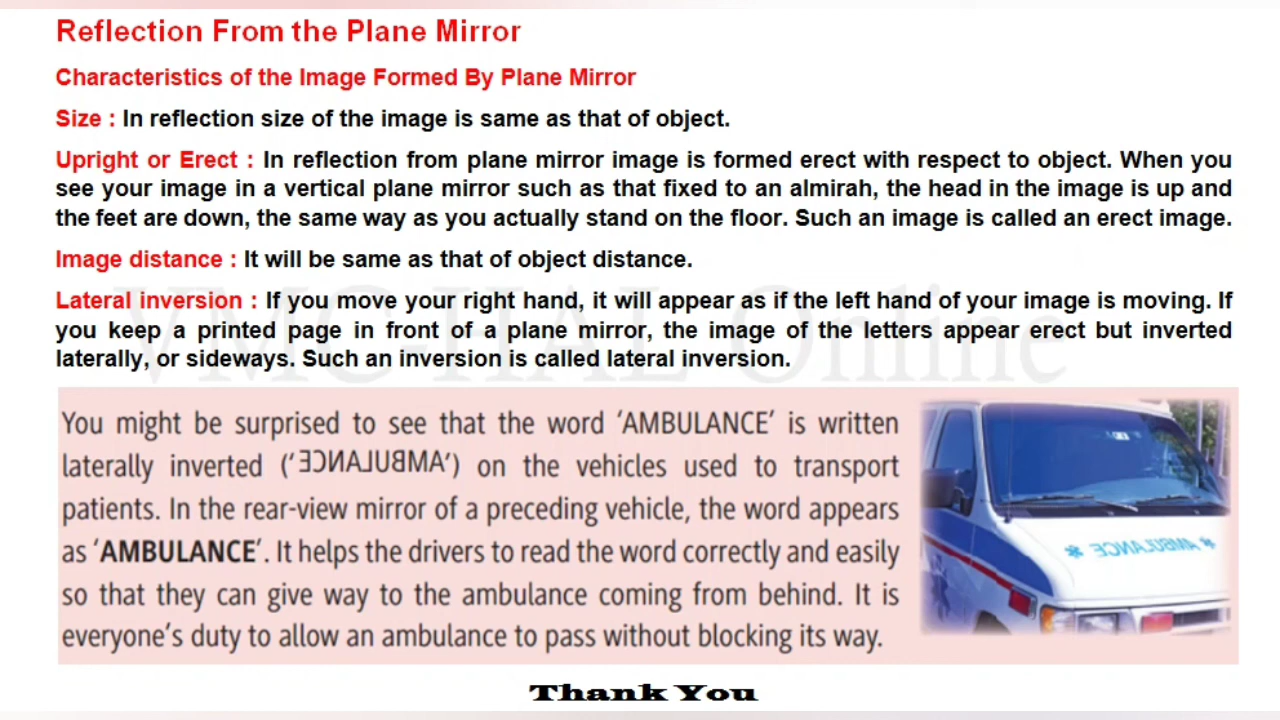 Reflection From the Plane Mirror
Characteristics of the Image Formed By Plane Mirror
Size : In reflection size of the image is same as that of object.
Upright or Erect : In reflection from plane mirror image is formed erect with respect to object. When you
see your image in a vertical plane mirror such as that fixed to an almirah, the head in the image is up and
the feet are down, the same way as you actually stand on the floor. Such an image is called an erect image.
Image distance : It will be same as that of object distance.
Lateral inversion : If you move your right hand, it will appear as if the left hand of your image is moving. If
you keep a printed page in front of a plane mirror, the image of the letters appear erect but inverted
laterally, or sideways. Such an inversion is called lateral inversion.
VMC-HAL Online
You might be surprised to see that the word ‘AMBULANCE’ is written
laterally inverted (‘AMBULANCE’) on the vehicles used to transport
patients. In the rear-view mirror of a preceding vehicle, the word appears
as ‘AMBULANCE’. It helps the drivers to read the word correctly and easily
so that they can give way to the ambulance coming from behind. It is
everyone’s duty to allow an ambulance to pass without blocking its way.
AMBULANCE
Thank You